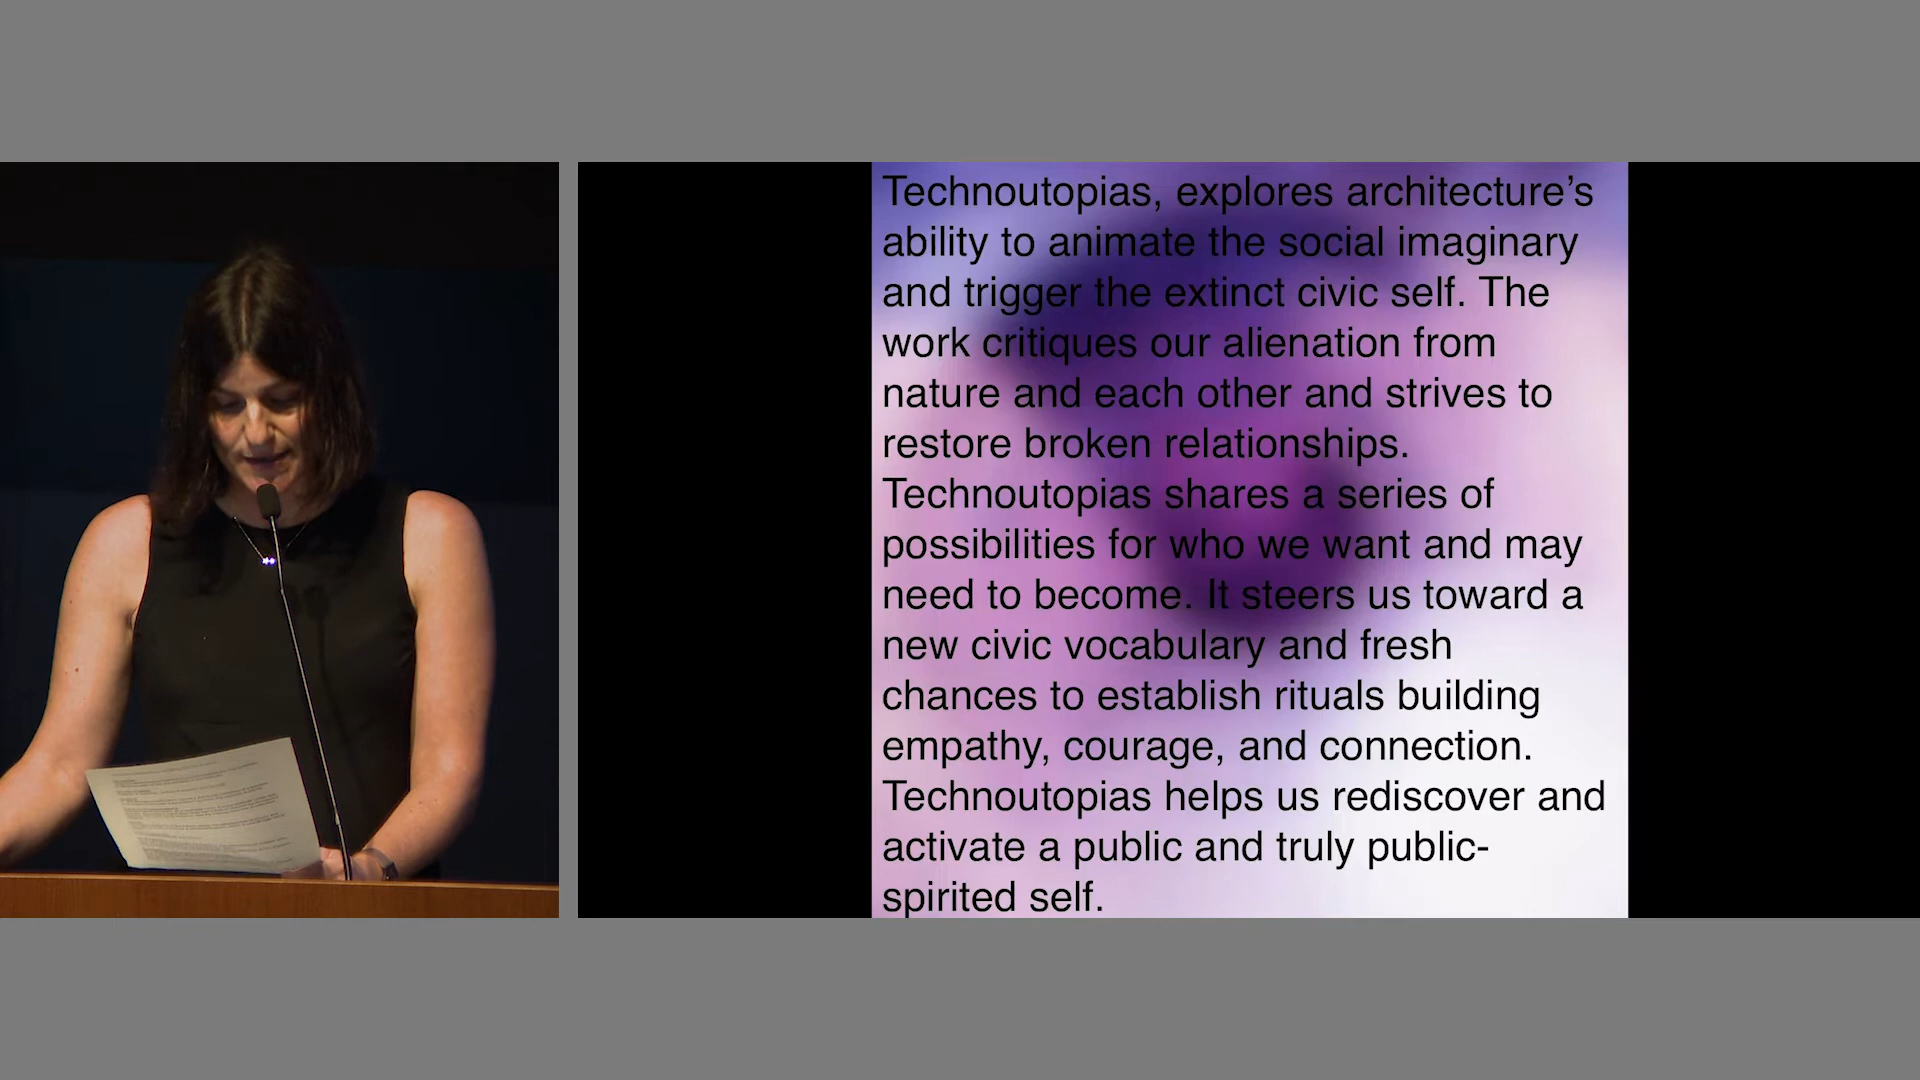 Technoutopias, explores architecture’s
ability to animate the social imaginary
and trigger the extinct civic self. The
work critiques our alienation from
nature and each other and strives to
restore broken relationships.
Technoutopias shares a series of
possibilities for who we want and may
need to become. It steers us toward a
new civic vocabulary and fresh
chances to establish rituals building
empathy, courage, and connection.
Technoutopias helps us rediscover and
activate a public and truly public-
spirited self.